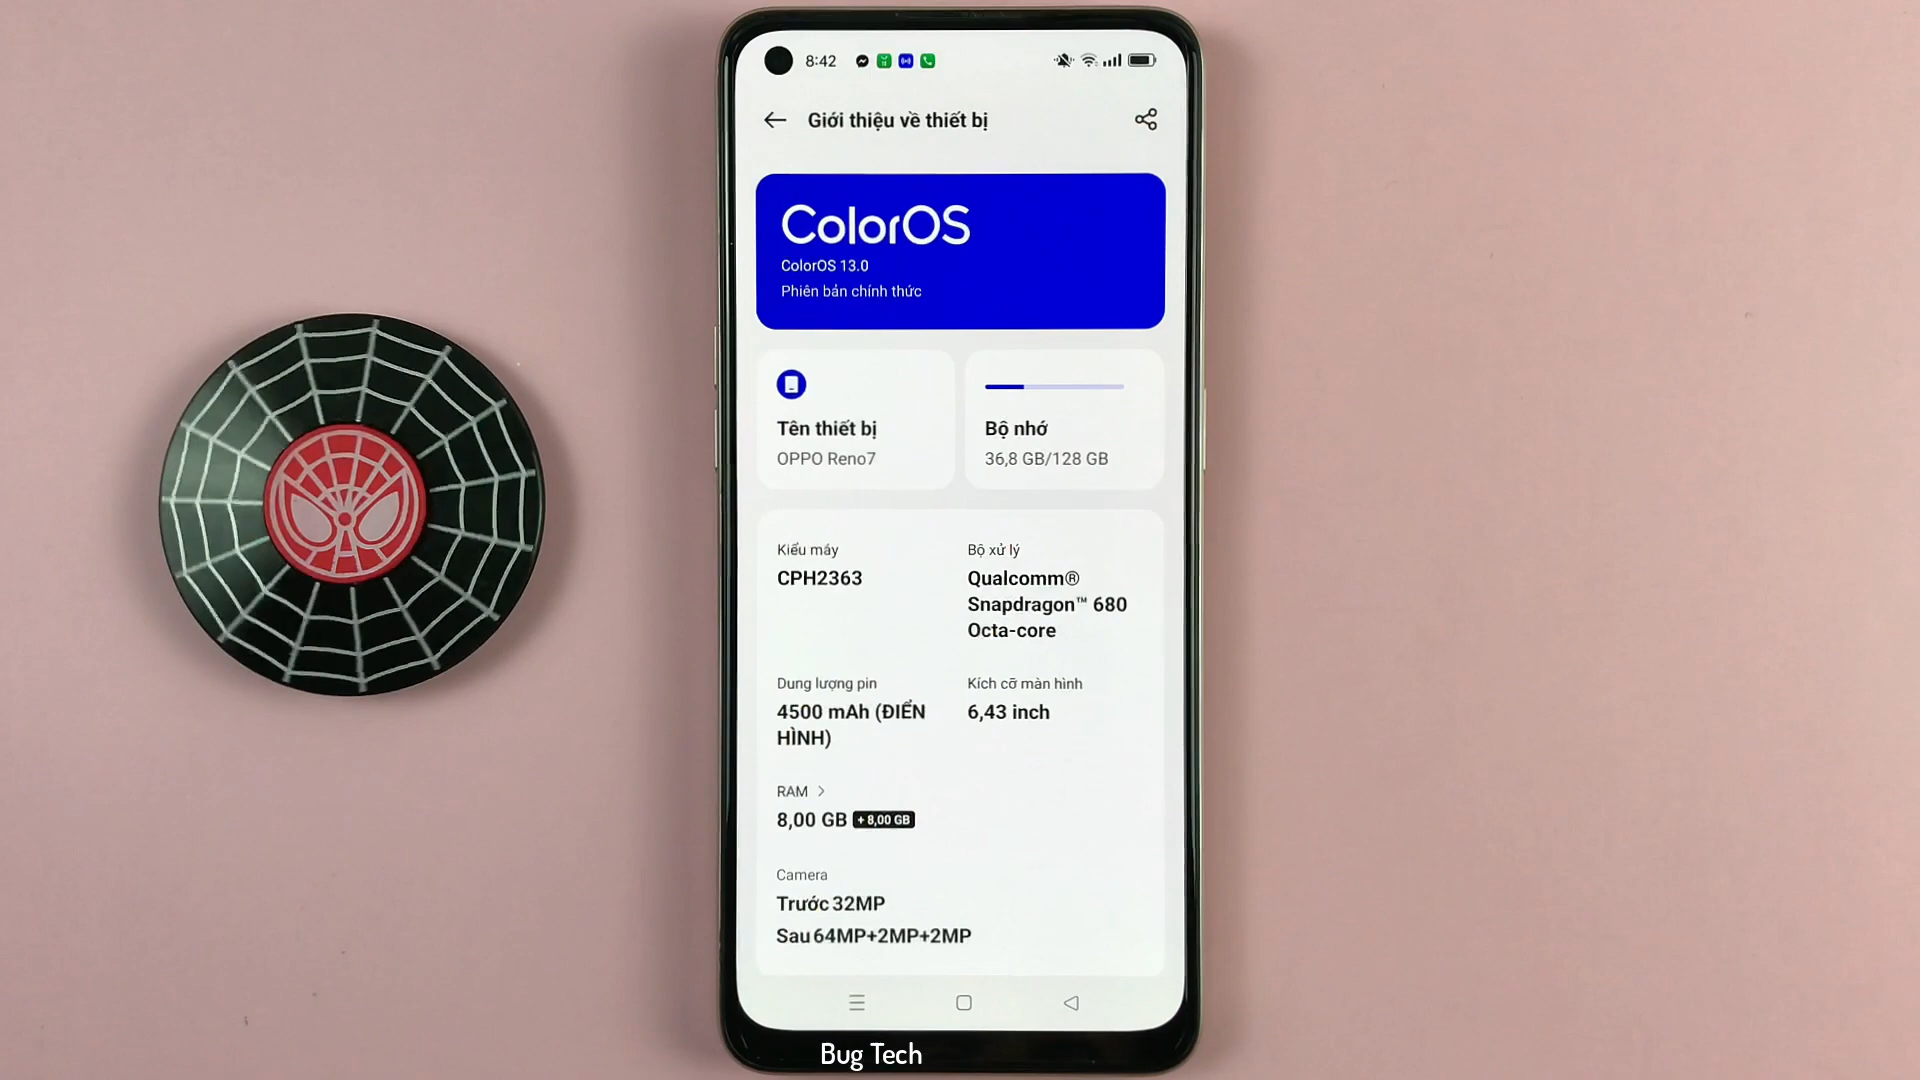 8:42
Giới thiệu về thiết bị
ColorOS
ColorOS 13.0
Phiên bản chính thức
Tên thiết bị
OPPO Reno7
Bộ nhớ
36,8 GB/128 GB
Kiểu máy
CPH2363
Bộ xử lý
Qualcomm®
Snapdragon™ 680
Octa-core
Dung lượng pin
4500 mAh (ĐIỂN
HÌNH)
Kích cỡ màn hình
6,43 inch
RAM >
8,00 GB + 8,00 GB
Camera
Trước 32MP
Sau 64MP+2MP+2MP
Bug Tech